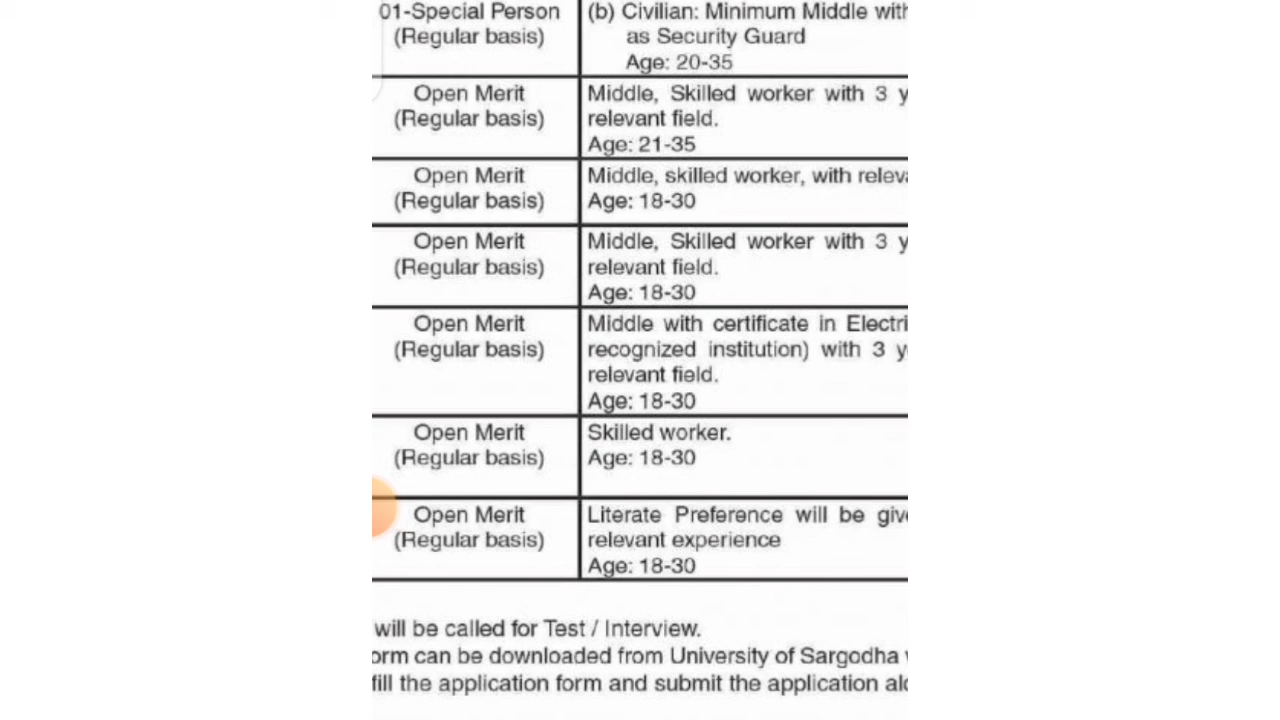 01-Special Person
(Regular basis)
(b) Civilian: Minimum Middle with
as Security Guard
Age: 20-35
Open Merit
(Regular basis)
Middle, Skilled worker with 3 y
relevant field.
Age: 21-35
Open Merit
(Regular basis)
Middle, skilled worker, with releva
Age: 18-30
Open Merit
(Regular basis)
Middle, Skilled worker with 3 y
relevant field.
Age: 18-30
Open Merit
(Regular basis)
Middle with certificate in Electri
recognized institution) with 3 y
relevant field.
Age: 18-30
Open Merit
(Regular basis)
Skilled worker.
Age: 18-30
Open Merit
(Regular basis)
Literate Preference will be give
relevant experience
Age: 18-30
will be called for Test / Interview.
orm can be downloaded from University of Sargodha
fill the application form and submit the application alo